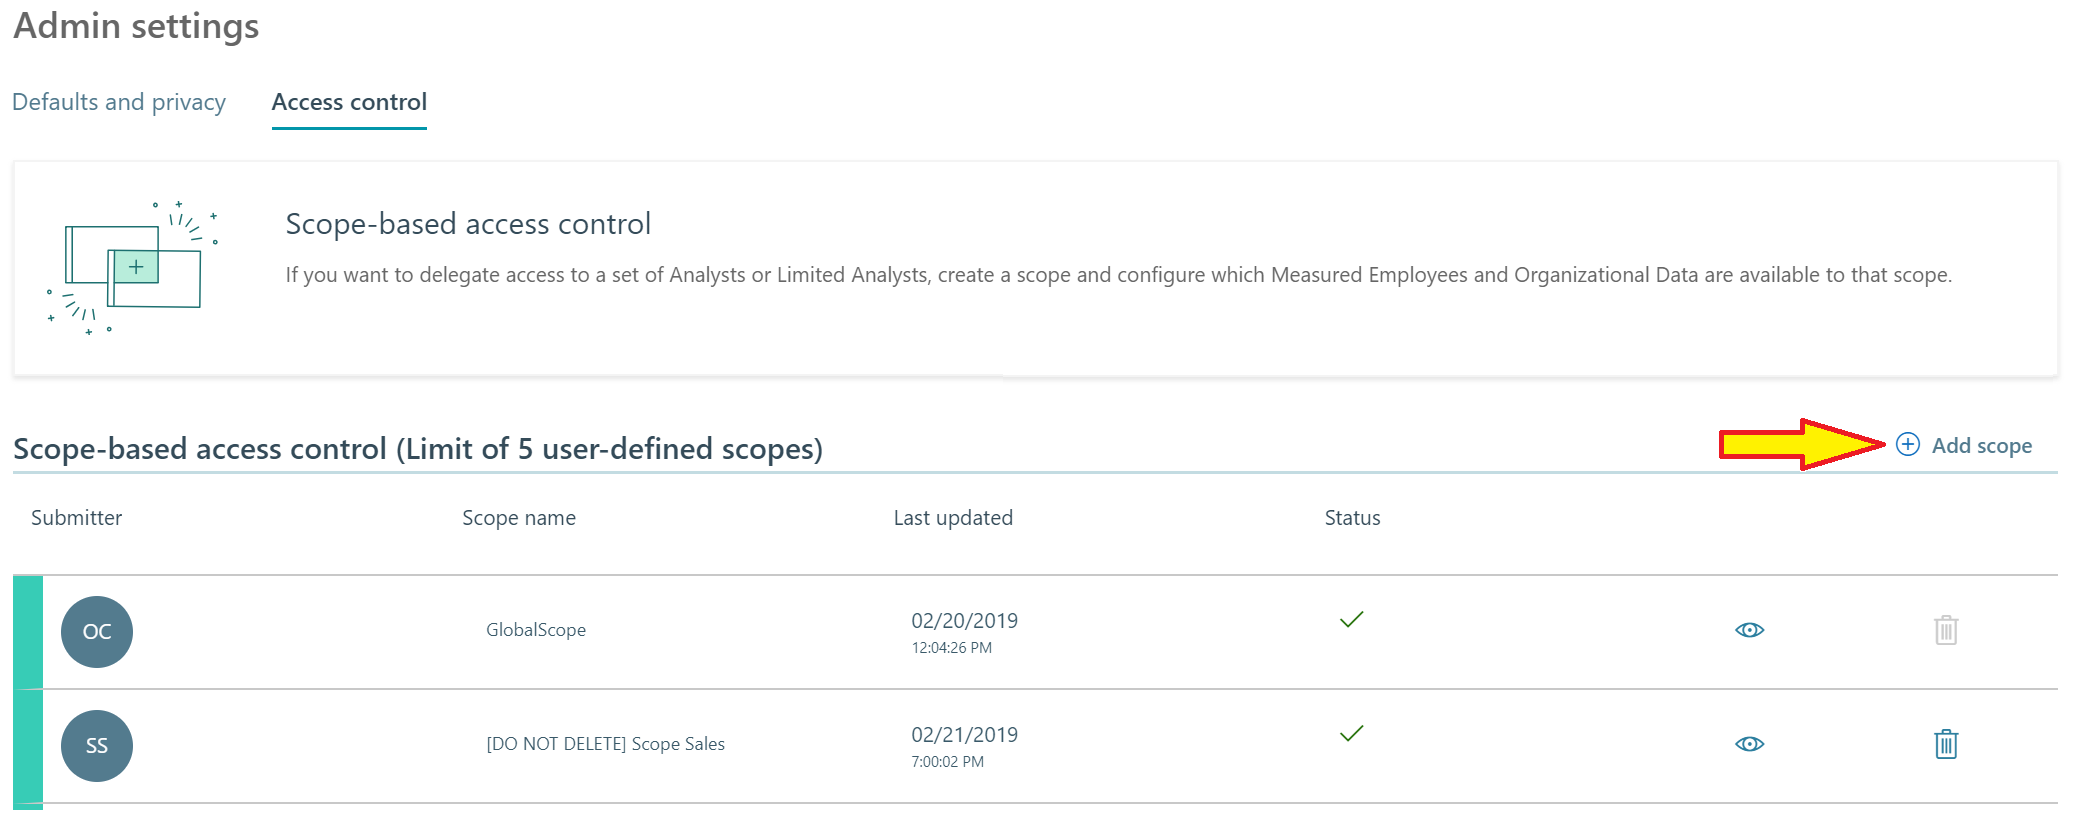 Admin settings
Defaults and privacy Access control
Scope-based access control
If you want to delegate access to a set of Analysts or Limited Analysts, create a scope and configure which Measured Employees and Organizational Data are available to that scope.
Scope-based access control (Limit of 5 user-defined scopes) Add scope
Submitter Scope name Last updated Status
OC GlobalScope 02/20/2019
12:04:26 PM
SS [DO NOT DELETE] Scope Sales 02/21/2019
7:00:02 PM